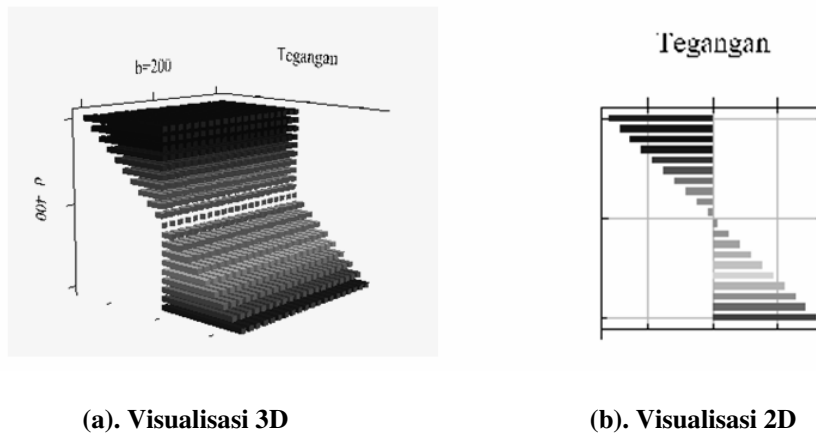 b=200
Tegangan
d 400
Tegangan
(a). Visualisasi 3D
(b). Visualisasi 2D